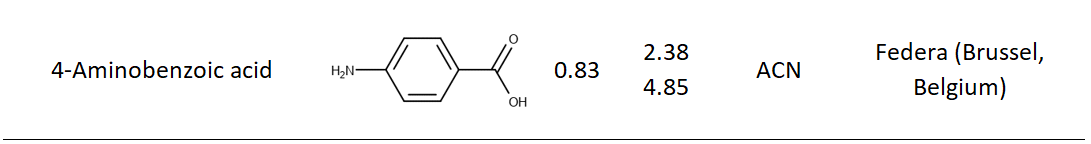 4-Aminobenzoic acid
H₂N
O
OH
0.83
2.38
4.85
ACN
Federa (Brussel,
Belgium)